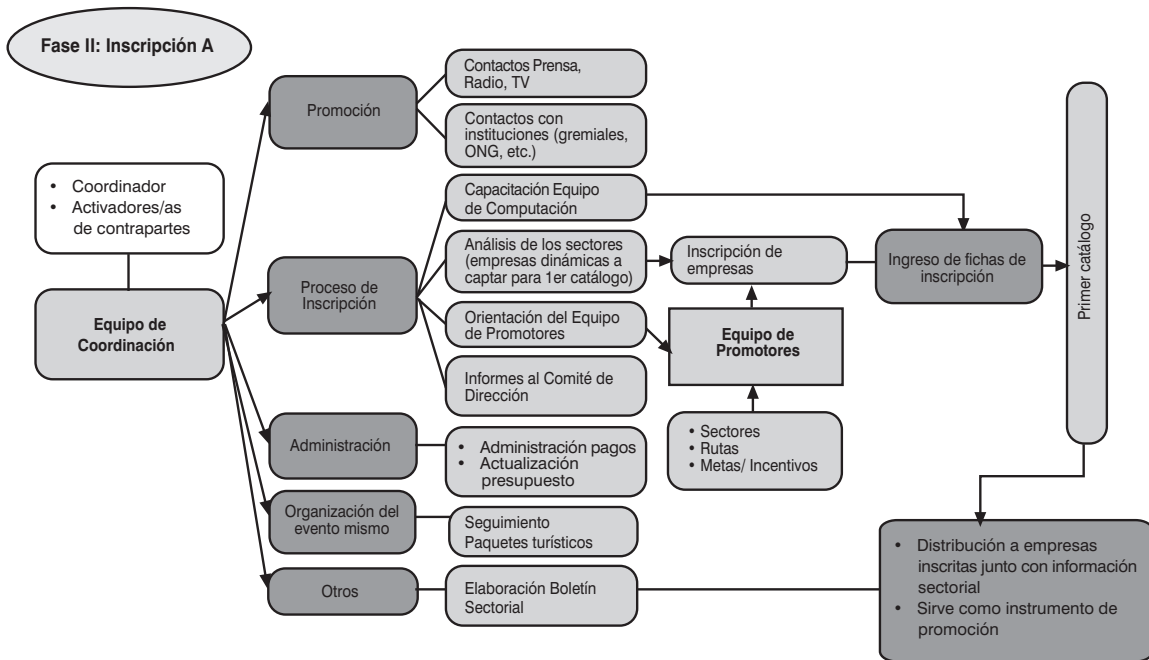 Fase II: Inscripción A
Contactos Prensa,
Radio, TV
Promoción
Contactos con
instituciones (gremiales,
ONG, etc.)
• Coordinador
• Activadores/as
de contrapartes
Equipo de
Coordinación
Capacitación Equipo
de Computación
Análisis de los sectores
(empresas dinámicas a
captar para 1er catálogo)
Proceso de
Inscripción
Orientación del Equipo
de Promotores
Informes al Comité de
Dirección
Inscripción de
empresas
Equipo de
Promotores
• Sectores
• Rutas
• Metas/ Incentivos
Ingreso de fichas de
inscripción
Primer catálogo
Administración
• Administración pagos
• Actualización
presupuesto
Organización del
evento mismo
Seguimiento
Paquetes turísticos
Otros
Elaboración Boletín
Sectorial
• Distribución a empresas
inscritas junto con información
sectorial
• Sirve como instrumento de
promoción